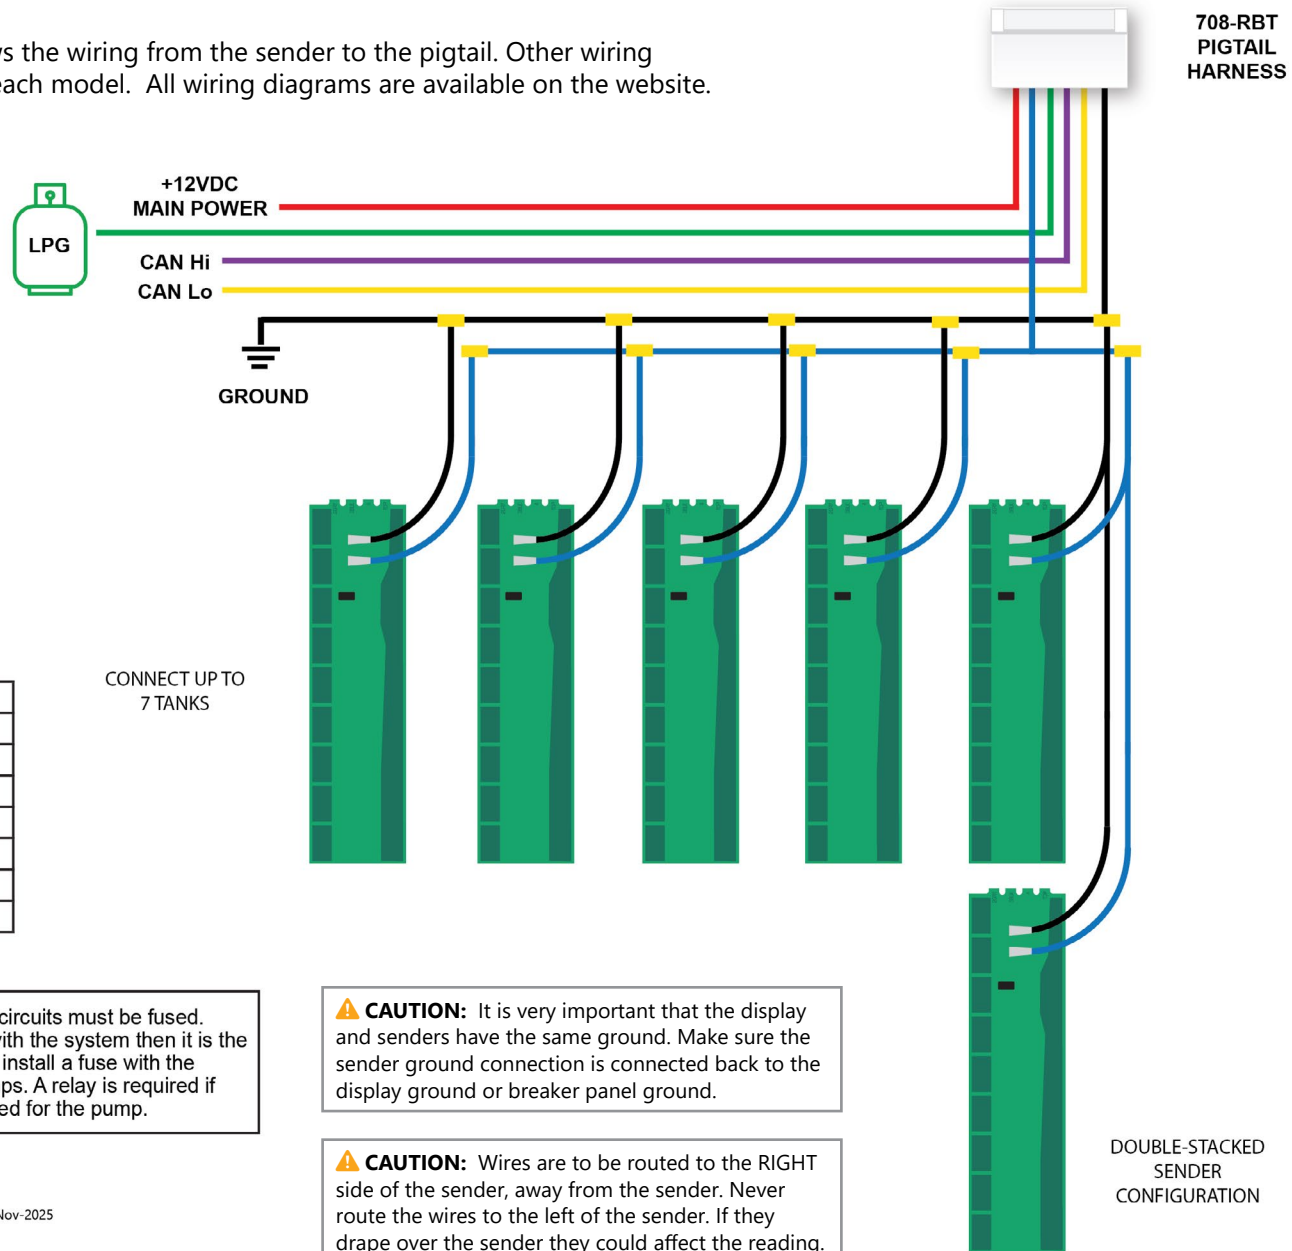 708-RBT
PIGTAIL
HARNESS
the wiring from the sender to the pigtail. Other wiring
each model. All wiring diagrams are available on the website.
+12VDC
MAIN POWER
LPG
CAN Hi
CAN Lo
GROUND
CONNECT UP TO
7 TANKS
circuits must be fused.
with the system then it is the
install a fuse with the
A relay is required if
for the pump.
CAUTION: It is very important that the display
and senders have the same ground. Make sure the
sender ground connection is connected back to the
display ground or breaker panel ground.
CAUTION: Wires are to be routed to the RIGHT
side of the sender, away from the sender. Never
route the wires to the left of the sender. If they
drape over the sender they could affect the reading.
DOUBLE-STACKED
SENDER
CONFIGURATION
Nov-2025